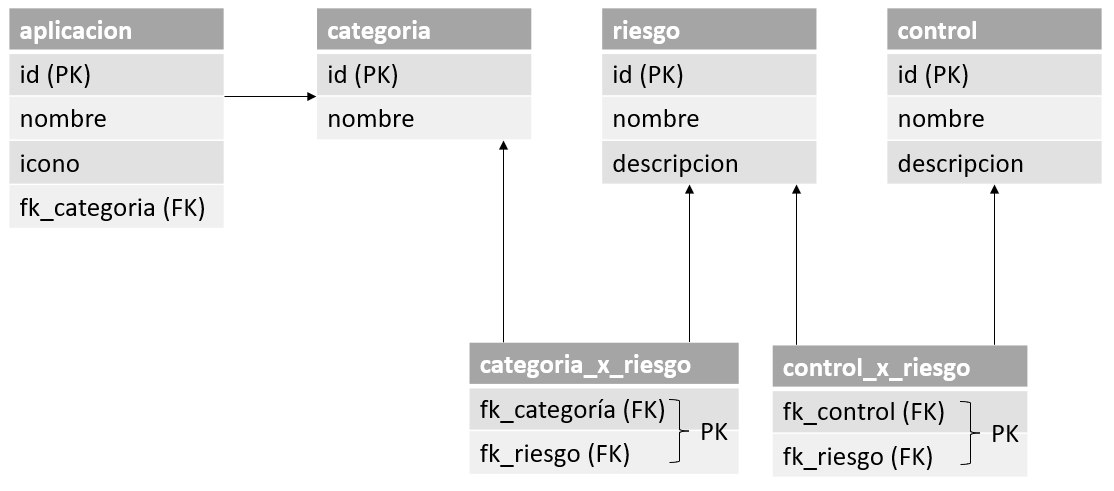 aplicacion
id (PK)
nombre
icono
fk_categoria (FK)
categoria
id (PK)
nombre
riesgo
id (PK)
nombre
descripcion
control
id (PK)
nombre
descripcion
categoria_x_riesgo
fk_categoría (FK)
fk_riesgo (FK)
PK
control_x_riesgo
fk_control (FK)
fk_riesgo (FK)
PK